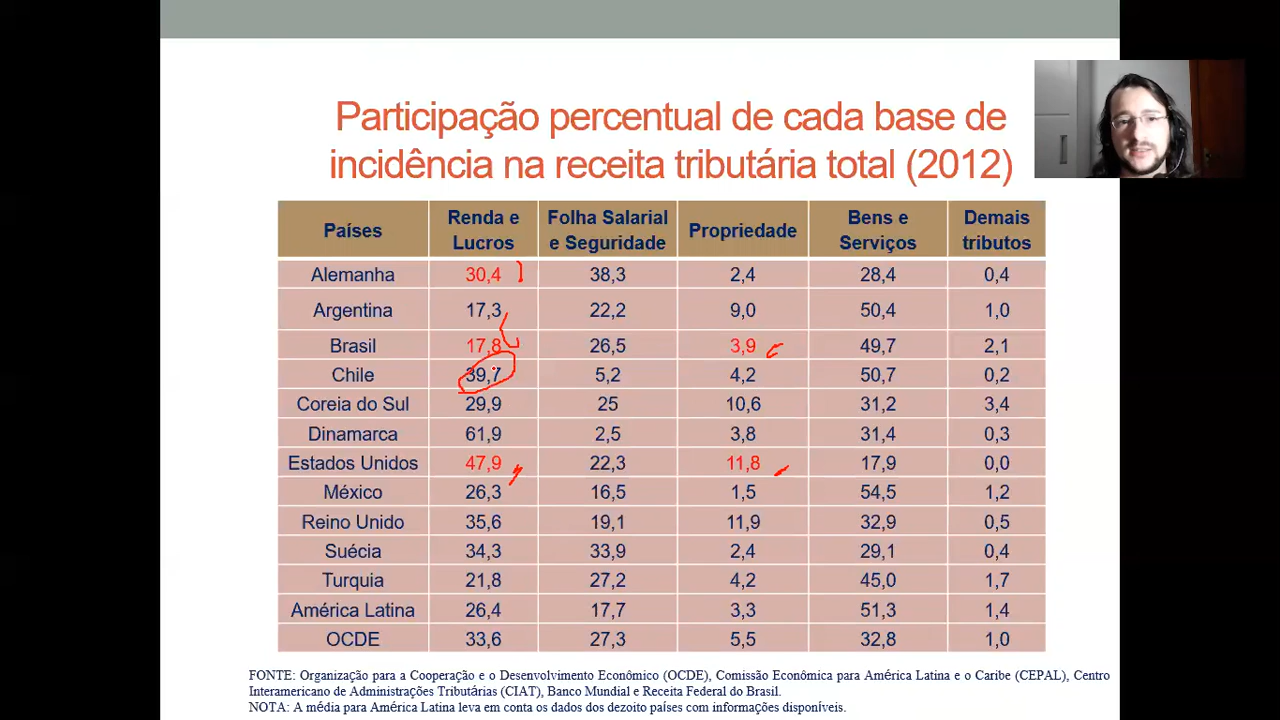 Participação percentual de cada base de
incidência na receita tributária total (2012)
Países Renda e Lucros Folha Salarial e Seguridade Propriedade Bens e Serviços Demais tributos
Alemanha 30,4 38,3 2,4 28,4 0,4
Argentina 17,3 22,2 9,0 50,4 1,0
Brasil 17,8 26,5 3,9 49,7 2,1
Chile 39,7 5,2 4,2 50,7 0,2
Coreia do Sul 29,9 25 10,6 31,2 3,4
Dinamarca 61,9 2,5 3,8 31,4 0,3
Estados Unidos 47,9 22,3 11,8 17,9 0,0
México 26,3 16,5 1,5 54,5 1,2
Reino Unido 35,6 19,1 11,9 32,9 0,5
Suécia 34,3 33,9 2,4 29,1 0,4
Turquia 21,8 27,2 4,2 45,0 1,7
América Latina 26,4 17,7 3,3 51,3 1,4
OCDE 33,6 27,3 5,5 32,8 1,0
FONTE: Organização para a Cooperação e o Desenvolvimento Econômico (OCDE), Comissão Econômica para América Latina e o Caribe (CEPAL), Centro
Interamericano de Administrações Tributárias (CIAT), Banco Mundial e Receita Federal do Brasil.
NOTA: A média para América Latina leva em conta os dados dos dezoito países com informações disponíveis.